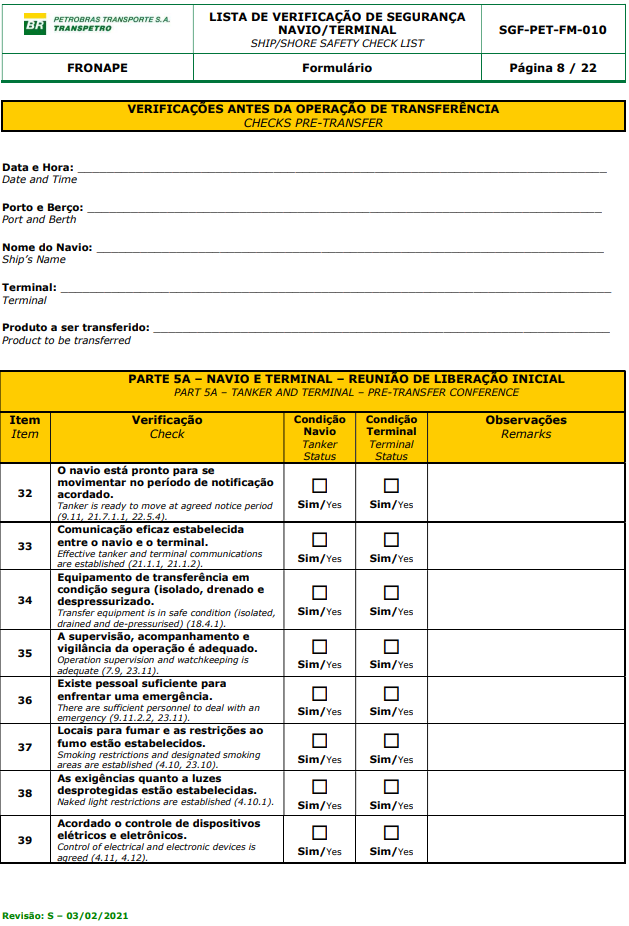 BR PETROBRAS TRANSPORTE S.A.
TRANSPETRO
LISTA DE VERIFICAÇÃO DE SEGURANÇA
NAVIO/TERMINAL
SHIP/SHORE SAFETY CHECK LIST
SGF-PET-FM-010
FRONAPE
Formulário
Página 8 / 22
VERIFICAÇÕES ANTES DA OPERAÇÃO DE TRANSFERÊNCIA
CHECKS PRE-TRANSFER
Data e Hora:
Date and Time
Porto e Berço:
Port and Berth
Nome do Navio:
Ship's Name
Terminal:
Terminal
Produto a ser transferido:
Product to be transferred
PARTE 5A – NAVIO E TERMINAL – REUNIÃO DE LIBERAÇÃO INICIAL
PART 5A – TANKER AND TERMINAL – PRE-TRANSFER CONFERENCE
Item
Item
Verificação
Check
Condição
Navio
Tanker
Status
Condição
Terminal
Terminal
Status
Observações
Remarks
32
O navio está pronto para se
movimentar no período de notificação
acordado.
Tanker is ready to move at agreed notice period
(9.11, 21.7.1.1, 22.5.4).
Sim/Yes
Sim/Yes
33
Comunicação eficaz estabelecida
entre o navio e o terminal.
Effective tanker and terminal communications
are established (21.1.1, 21.1.2).
Sim/Yes
Sim/Yes
34
Equipamento de transferência em
condição segura (isolado, drenado e
despressurizado.
Transfer equipment is in safe condition (isolated,
drained and de-pressurised) (18.4.1).
Sim/Yes
Sim/Yes
35
A supervisão, acompanhamento e
vigilância da operação é adequado.
Operation supervision and watchkeeping is
adequate (7.9, 23.11).
Sim/Yes
Sim/Yes
36
Existe pessoal suficiente para
enfrentar uma emergência.
There are sufficient personnel to deal with an
emergency (9.11.2.2, 23.11).
Sim/Yes
Sim/Yes
37
Locais para fumar e as restrições ao
fumo estão estabelecidos.
Smoking restrictions and designated smoking
areas are established (4.10, 23.10).
Sim/Yes
Sim/Yes
38
As exigências quanto a luzes
desprotegidas estão estabelecidas.
Naked light restrictions are established (4.10.1).
Sim/Yes
Sim/Yes
39
Acordado o controle de dispositivos
elétricos e eletrônicos.
Control of electrical and electronic devices is
agreed (4.11, 4.12).
Sim/Yes
Sim/Yes
Revisão: S – 03/02/2021